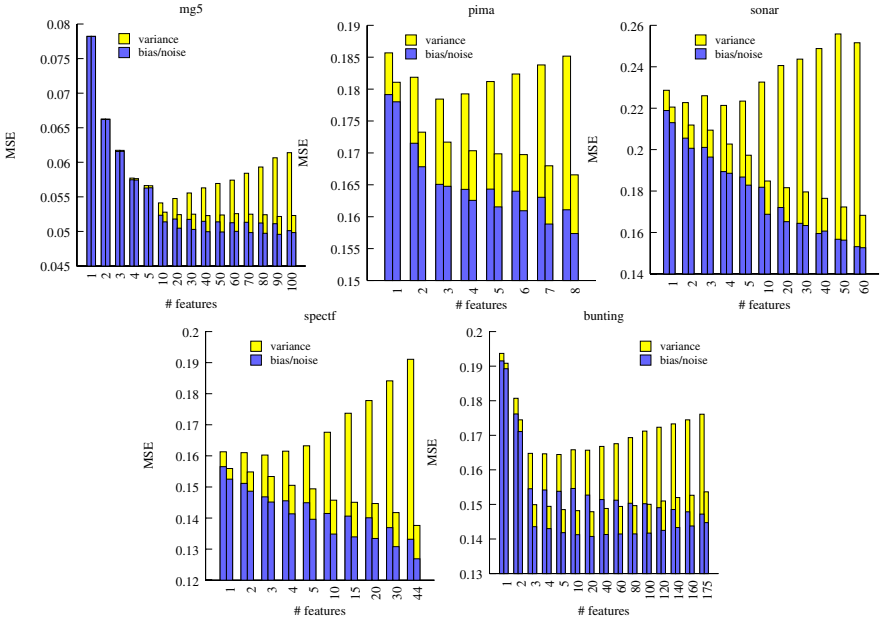 mg5
MSE
0.08
0.075
0.07
0.065
0.06
0.055
0.05
0.045
variance
bias/noise
1 2 3 4 5 10 20 30 40 50 60 70 80 90 100
# features
pima
MSE
0.19
0.185
0.18
0.175
0.17
0.165
0.16
0.155
0.15
variance
bias/noise
1 2 3 4 5 6 7 8
# features
sonar
MSE
0.26
0.24
0.22
0.2
0.18
0.16
0.14
variance
bias/noise
1 2 3 4 5 10 20 30 40 50 60
# features
spectf
MSE
0.2
0.19
0.18
0.17
0.16
0.15
0.14
0.13
0.12
variance
bias/noise
1 2 3 4 5 10 15 20 30 44
# features
bunting
MSE
0.2
0.19
0.18
0.17
0.16
0.15
0.14
0.13
variance
bias/noise
1 2 3 4 5 10 20 40 60 80 100 120 140 160 175
# features